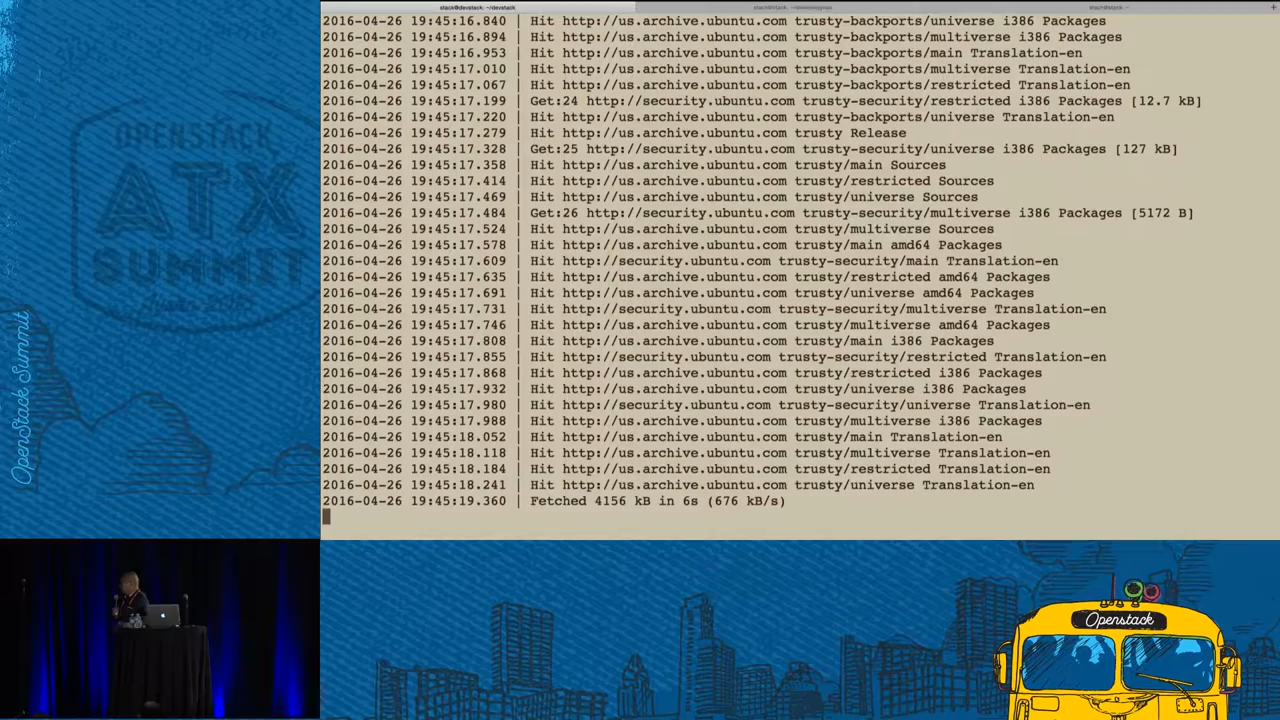 stack@devstack: ~/devstack
2016-04-26 19:45:16.840 | Hit http://us.archive.ubuntu.com trusty-backports/universe i386 Packages
2016-04-26 19:45:16.894 | Hit http://us.archive.ubuntu.com trusty-backports/multiverse i386 Packages
2016-04-26 19:45:16.953 | Hit http://us.archive.ubuntu.com trusty-backports/main Translation-en
2016-04-26 19:45:17.010 | Hit http://us.archive.ubuntu.com trusty-backports/multiverse Translation-en
2016-04-26 19:45:17.067 | Hit http://us.archive.ubuntu.com trusty-backports/restricted Translation-en
2016-04-26 19:45:17.199 | Get:24 http://security.ubuntu.com trusty-security/restricted i386 Packages [12.7 kB]
2016-04-26 19:45:17.220 | Hit http://us.archive.ubuntu.com trusty-backports/universe Translation-en
2016-04-26 19:45:17.279 | Hit http://us.archive.ubuntu.com trusty Release
2016-04-26 19:45:17.328 | Get:25 http://security.ubuntu.com trusty-security/universe i386 Packages [127 kB]
2016-04-26 19:45:17.358 | Hit http://us.archive.ubuntu.com trusty/main Sources
2016-04-26 19:45:17.414 | Hit http://us.archive.ubuntu.com trusty/restricted Sources
2016-04-26 19:45:17.469 | Hit http://us.archive.ubuntu.com trusty/universe Sources
2016-04-26 19:45:17.484 | Get:26 http://security.ubuntu.com trusty-security/multiverse i386 Packages [5172 B]
2016-04-26 19:45:17.524 | Hit http://us.archive.ubuntu.com trusty/multiverse Sources
2016-04-26 19:45:17.578 | Hit http://us.archive.ubuntu.com trusty/main amd64 Packages
2016-04-26 19:45:17.609 | Hit http://security.ubuntu.com trusty-security/main Translation-en
2016-04-26 19:45:17.635 | Hit http://us.archive.ubuntu.com trusty/restricted amd64 Packages
2016-04-26 19:45:17.691 | Hit http://us.archive.ubuntu.com trusty/universe amd64 Packages
2016-04-26 19:45:17.731 | Hit http://security.ubuntu.com trusty-security/multiverse Translation-en
2016-04-26 19:45:17.746 | Hit http://us.archive.ubuntu.com trusty/multiverse amd64 Packages
2016-04-26 19:45:17.808 | Hit http://us.archive.ubuntu.com trusty/main i386 Packages
2016-04-26 19:45:17.855 | Hit http://security.ubuntu.com trusty-security/restricted Translation-en
2016-04-26 19:45:17.868 | Hit http://us.archive.ubuntu.com trusty/restricted i386 Packages
2016-04-26 19:45:17.932 | Hit http://us.archive.ubuntu.com trusty/universe i386 Packages
2016-04-26 19:45:17.980 | Hit http://security.ubuntu.com trusty-security/universe Translation-en
2016-04-26 19:45:17.988 | Hit http://us.archive.ubuntu.com trusty/multiverse i386 Packages
2016-04-26 19:45:18.052 | Hit http://us.archive.ubuntu.com trusty/main Translation-en
2016-04-26 19:45:18.118 | Hit http://us.archive.ubuntu.com trusty/multiverse Translation-en
2016-04-26 19:45:18.184 | Hit http://us.archive.ubuntu.com trusty/restricted Translation-en
2016-04-26 19:45:18.241 | Hit http://us.archive.ubuntu.com trusty/universe Translation-en
2016-04-26 19:45:19.360 | Fetched 4156 kB in 6s (676 kB/s)
OPENSTACK
ATX
SUMMIT
OpenStack Summit
Openstack